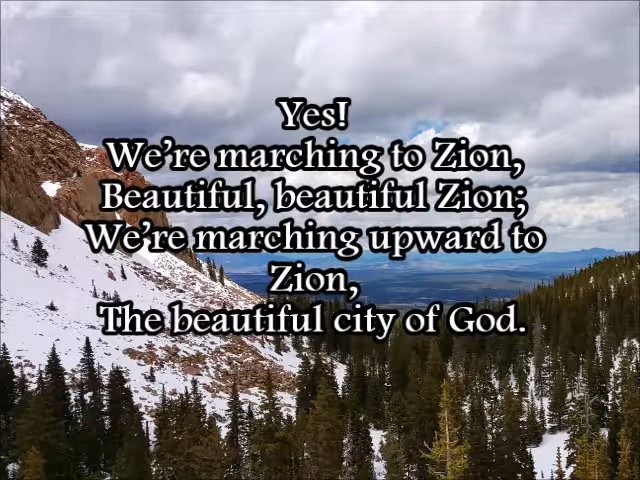 Yes!
We're marching to Zion,
Beautiful, beautiful Zion;
We're marching upward to
Zion,
The beautiful city of God.